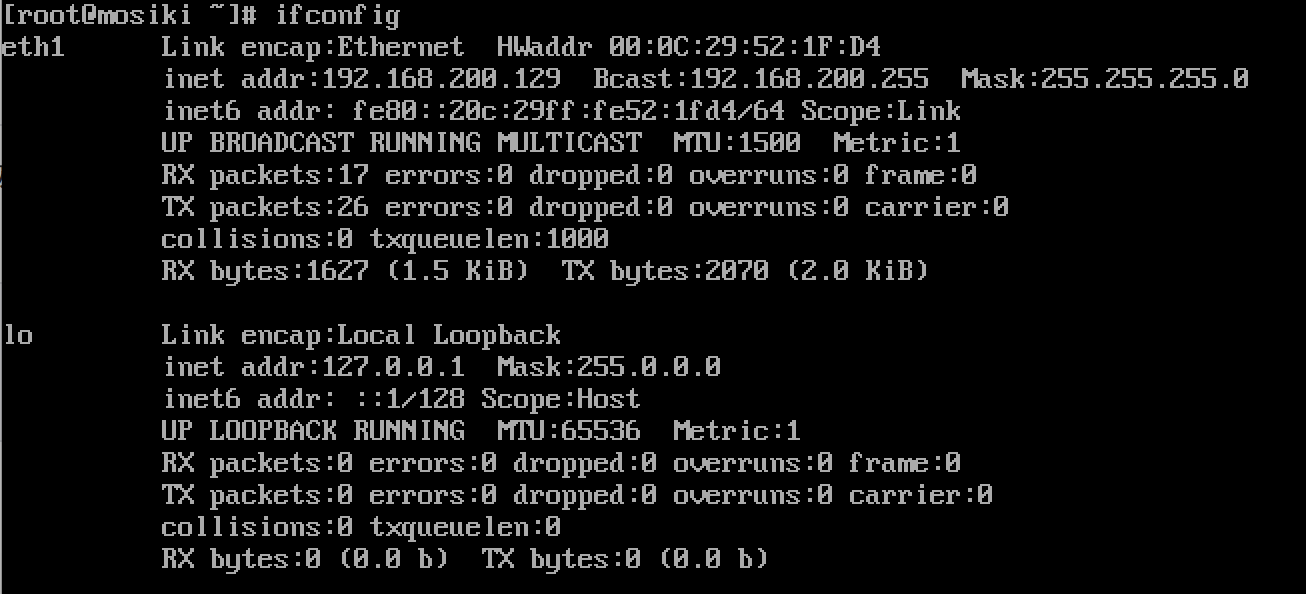 [root@mosiki ~]# ifconfig
eth1      Link encap:Ethernet  HWaddr 00:0C:29:52:1F:D4
          inet addr:192.168.200.129  Bcast:192.168.200.255  Mask:255.255.255.0
          inet6 addr: fe80::20c:29ff:fe52:1fd4/64 Scope:Link
          UP BROADCAST RUNNING MULTICAST  MTU:1500  Metric:1
          RX packets:17 errors:0 dropped:0 overruns:0 frame:0
          TX packets:26 errors:0 dropped:0 overruns:0 carrier:0
          collisions:0 txqueuelen:1000
          RX bytes:1627 (1.5 KiB)  TX bytes:2070 (2.0 KiB)

lo        Link encap:Local Loopback
          inet addr:127.0.0.1  Mask:255.0.0.0
          inet6 addr: ::1/128 Scope:Host
          UP LOOPBACK RUNNING  MTU:65536  Metric:1
          RX packets:0 errors:0 dropped:0 overruns:0 frame:0
          TX packets:0 errors:0 dropped:0 overruns:0 carrier:0
          collisions:0 txqueuelen:0
          RX bytes:0 (0.0 b)  TX bytes:0 (0.0 b)